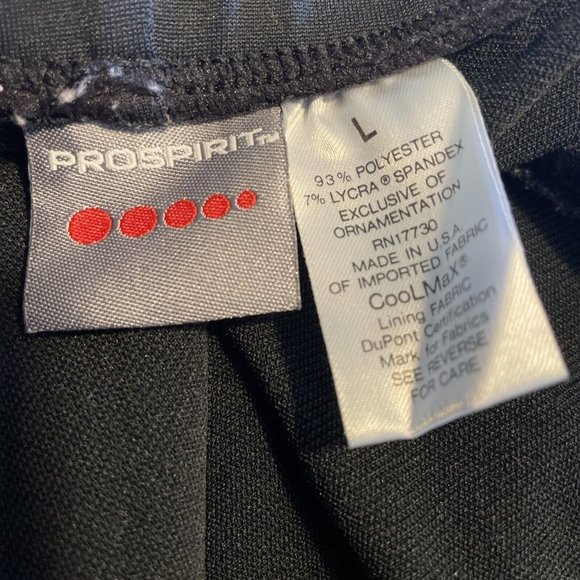 PROSPIRIT™
L
93% POLYESTER
7% LYCRA® SPANDEX
EXCLUSIVE OF
ORNAMENTATION
RN17730
MADE IN U.S.A.
OF IMPORTED FABRIC
CooLMax®
Lining FABRIC
DuPont Certification
Mark for Fabrics
SEE REVERSE
FOR CARE